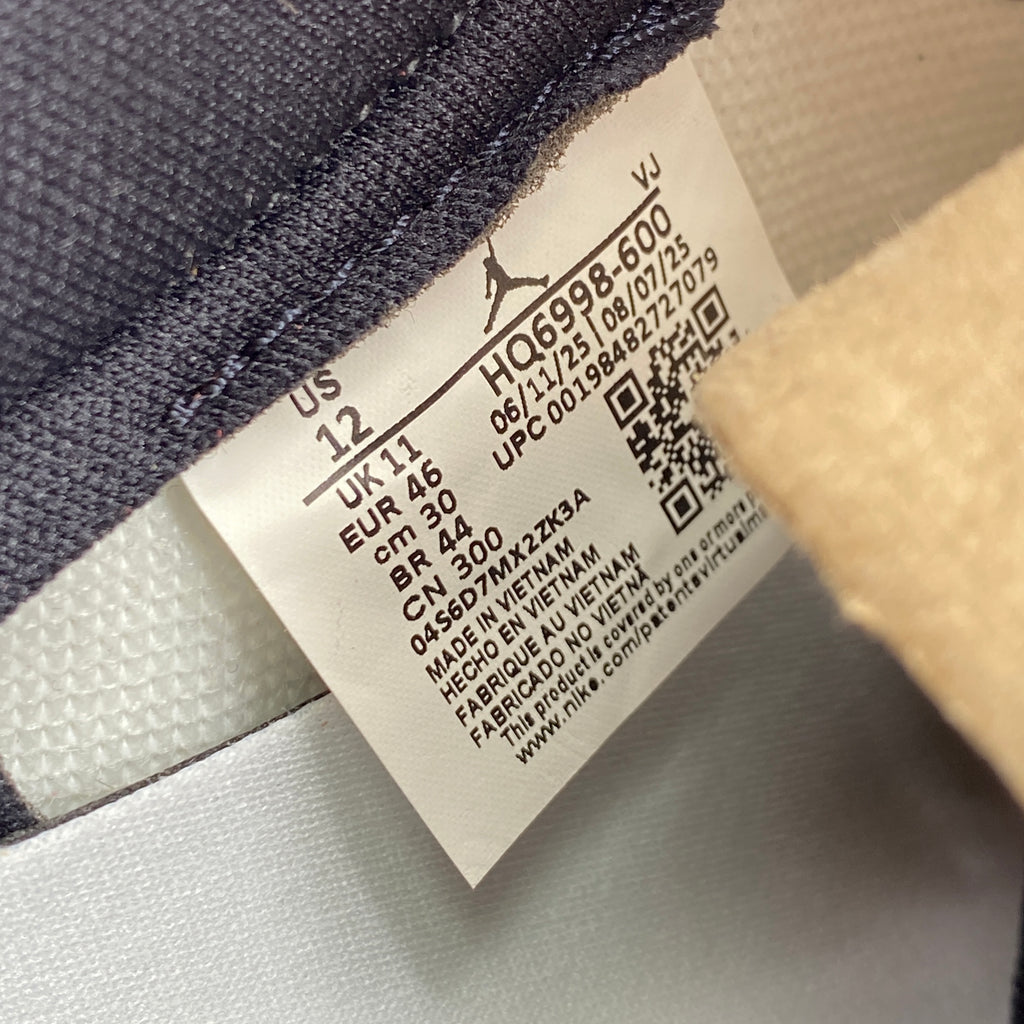 VJ
US
12
HQ6998-600
06/11/25 | 08/07/25
UPC 00198482727079
UK 11
EUR 46
cm 30
BR 44
CN 300
04S6D7MX2ZK3A
MADE IN VIETNAM
HECHO EN VIETNAM
FABRIQUE AU VIETNAM
FABRICADO NO VIETNÃ
This product is covered by one or more
www.nike.com/patentavirtualma